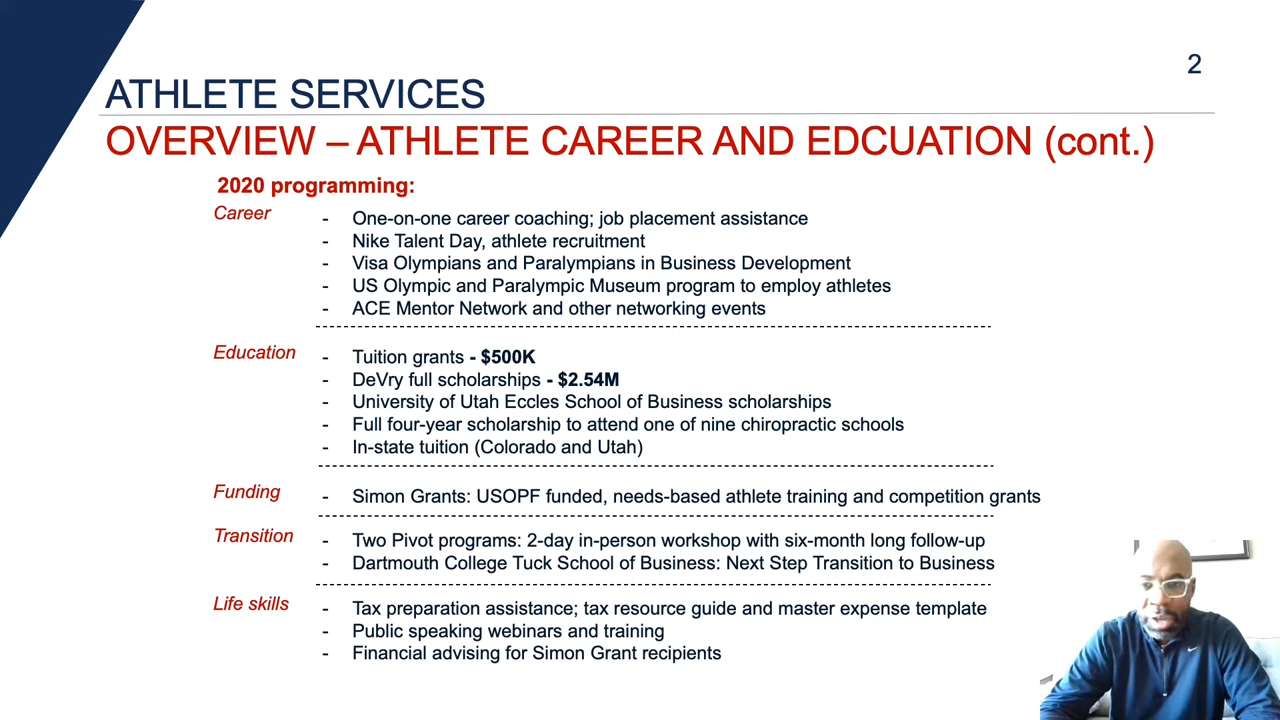 2
ATHLETE SERVICES
OVERVIEW – ATHLETE CAREER AND EDCUATION (cont.)
2020 programming:
Career
- One-on-one career coaching; job placement assistance
- Nike Talent Day, athlete recruitment
- Visa Olympians and Paralympians in Business Development
- US Olympic and Paralympic Museum program to employ athletes
- ACE Mentor Network and other networking events
Education
- Tuition grants - $500K
- DeVry full scholarships - $2.54M
- University of Utah Eccles School of Business scholarships
- Full four-year scholarship to attend one of nine chiropractic schools
- In-state tuition (Colorado and Utah)
Funding
- Simon Grants: USOPF funded, needs-based athlete training and competition grants
Transition
- Two Pivot programs: 2-day in-person workshop with six-month long follow-up
- Dartmouth College Tuck School of Business: Next Step Transition to Business
Life skills
- Tax preparation assistance; tax resource guide and master expense template
- Public speaking webinars and training
- Financial advising for Simon Grant recipients